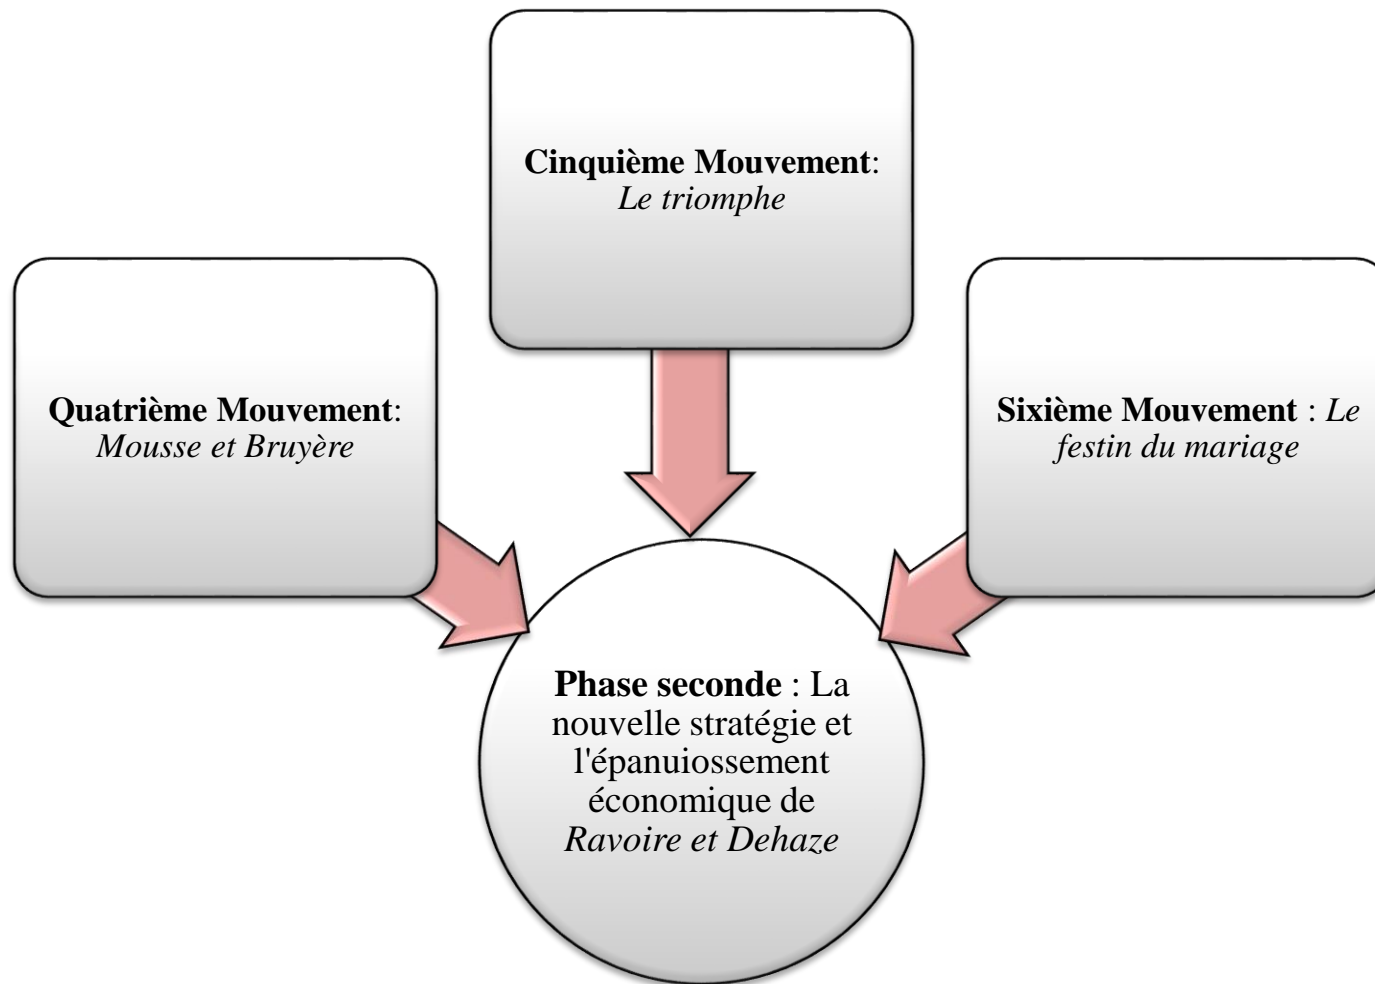 Cinquième Mouvement:
Le triomphe
Quatrième Mouvement:
Mousse et Bruyère
Sixième Mouvement : Le
festin du mariage
Phase seconde : La
nouvelle stratégie et
l'épanuiossement
économique de
Ravoire et Dehaze